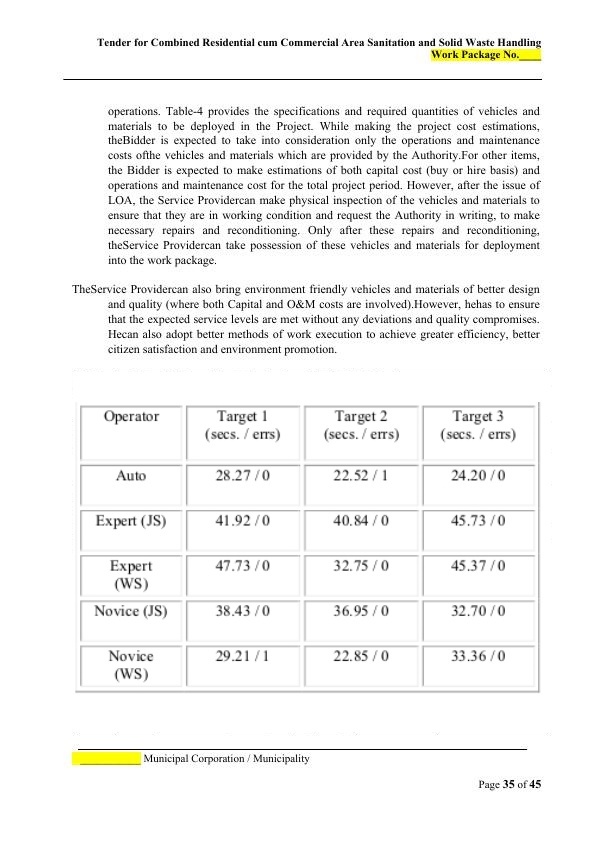 Tender for Combined Residential cum Commercial Area Sanitation and Solid Waste Handling
Work Package No.____
operations. Table-4 provides the specifications and required quantities of vehicles and
materials to be deployed in the Project. While making the project cost estimations,
theBidder is expected to take into consideration only the operations and maintenance
costs ofthe vehicles and materials which are provided by the Authority.For other items,
the Bidder is expected to make estimations of both capital cost (buy or hire basis) and
operations and maintenance cost for the total project period. However, after the issue of
LOA, the Service Providercan make physical inspection of the vehicles and materials to
ensure that they are in working condition and request the Authority in writing, to make
necessary repairs and reconditioning. Only after these repairs and reconditioning,
theService Providercan take possession of these vehicles and materials for deployment
into the work package.
TheService Providercan also bring environment friendly vehicles and materials of better design
and quality (where both Capital and O&M costs are involved).However, hehas to ensure
that the expected service levels are met without any deviations and quality compromises.
Hecan also adopt better methods of work execution to achieve greater efficiency, better
citizen satisfaction and environment promotion.
Operator Target 1 Target 2 Target 3
(secs. / errs) (secs. / errs) (secs. / errs)
Auto 28.27 / 0 22.52 / 1 24.20 / 0
Expert (JS) 41.92 / 0 40.84 / 0 45.73 / 0
Expert 47.73 / 0 32.75 / 0 45.37 / 0
(WS)
Novice (JS) 38.43 / 0 36.95 / 0 32.70 / 0
Novice 29.21 / 1 22.85 / 0 33.36 / 0
(WS)
___________ Municipal Corporation / Municipality
Page 35 of 45